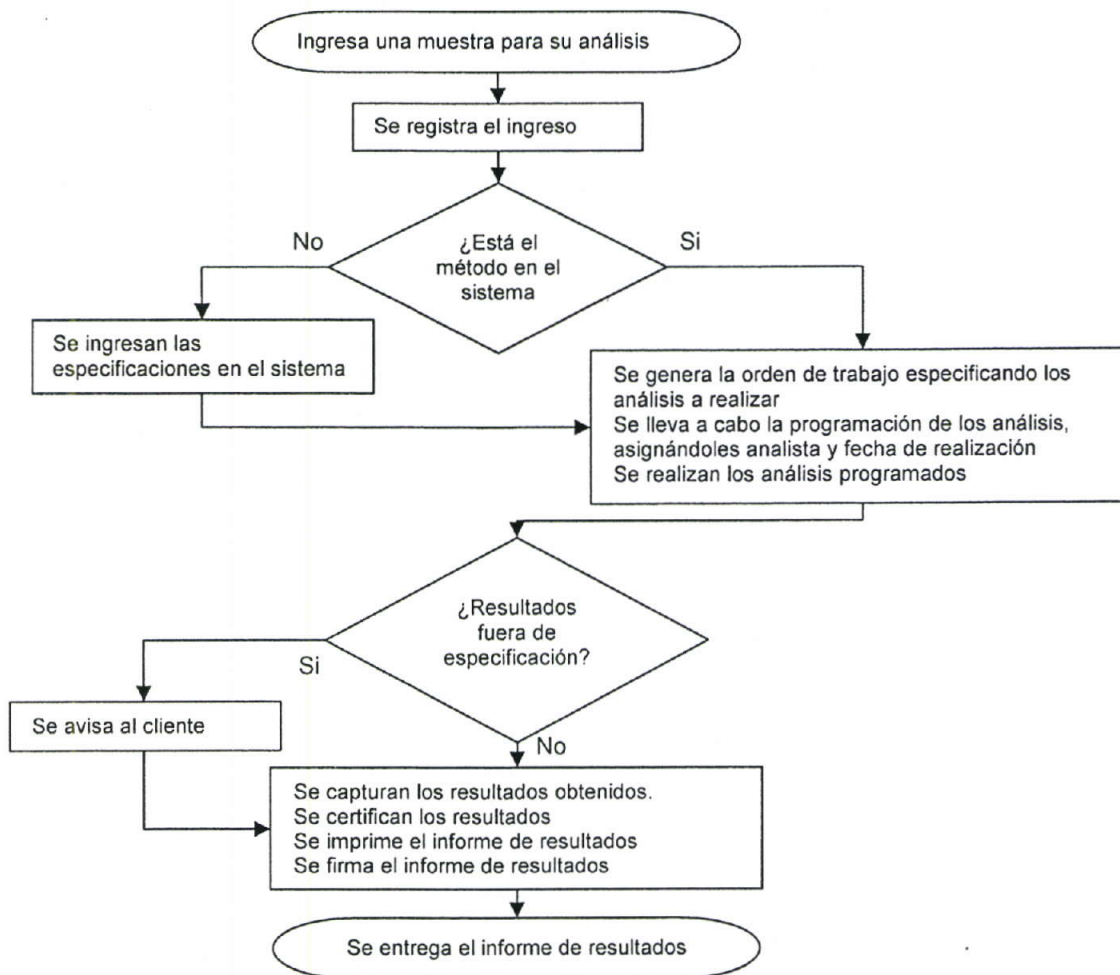 Ingresa una muestra para su análisis
Se registra el ingreso
No
¿Está el
método en el
sistema
Si
Se ingresan las
especificaciones en el sistema
Se genera la orden de trabajo especificando los
análisis a realizar
Se lleva a cabo la programación de los análisis,
asignándoles analista y fecha de realización
Se realizan los análisis programados
¿Resultados
fuera de
especificación?
Si
Se avisa al cliente
No
Se capturan los resultados obtenidos.
Se certifican los resultados
Se imprime el informe de resultados
Se firma el informe de resultados
Se entrega el informe de resultados